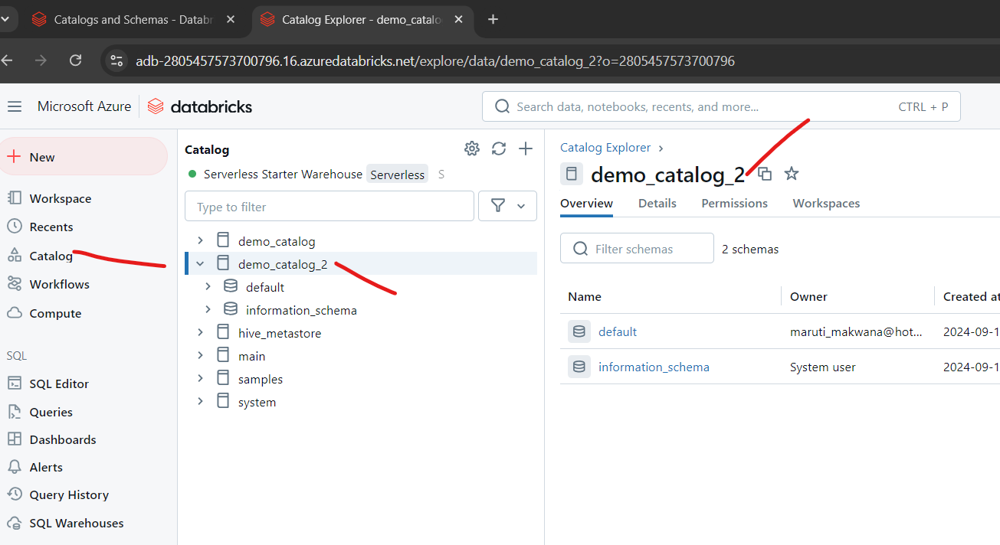 Catalogs and Schemas - Databr
Catalog Explorer - demo_catalo
adb-2805457573700796.16.azuredatabricks.net/explore/data/demo_catalog_2?o=2805457573700796
Microsoft Azure databricks
Search data, notebooks, recents, and more... CTRL + P
New
Workspace
Recents
Catalog
Workflows
Compute
SQL
SQL Editor
Queries
Dashboards
Alerts
Query History
SQL Warehouses
Catalog
Serverless Starter Warehouse Serverless S
Type to filter
demo_catalog
demo_catalog_2
default
information_schema
hive_metastore
main
samples
system
Catalog Explorer
demo_catalog_2
Overview Details Permissions Workspaces
Filter schemas 2 schemas
Name Owner Created at
default maruti_makwana@hot... 2024-09-1
information_schema System user 2024-09-1